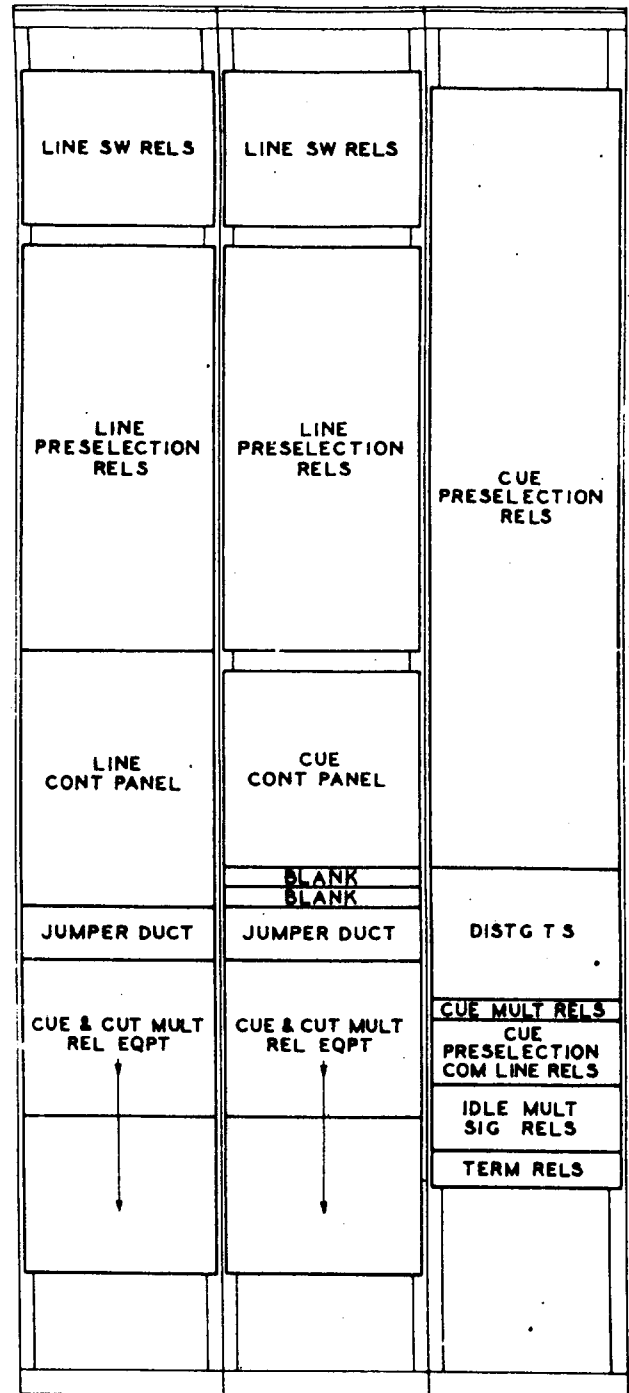 LINE SW RELS
LINE
PRESELECTION
RELS
LINE
CONT PANEL
JUMPER DUCT
CUE & CUT MULT
REL EQPT
LINE SW RELS
LINE
PRESELECTION
RELS
CUE
CONT PANEL
BLANK
BLANK
JUMPER DUCT
CUE & CUT MULT
REL EQPT
CUE
PRESELECTION
RELS
DISTG T S
CUE MULT RELS
CUE
PRESELECTION
COM LINE RELS
IDLE MULT
SIG RELS
TERM RELS